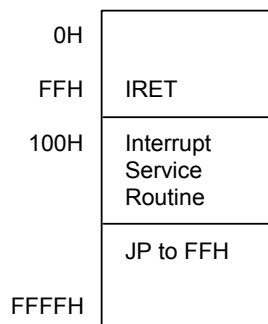 0H
FFH IRET
100H Interrupt
Service
Routine
JP to FFH
FFFFH